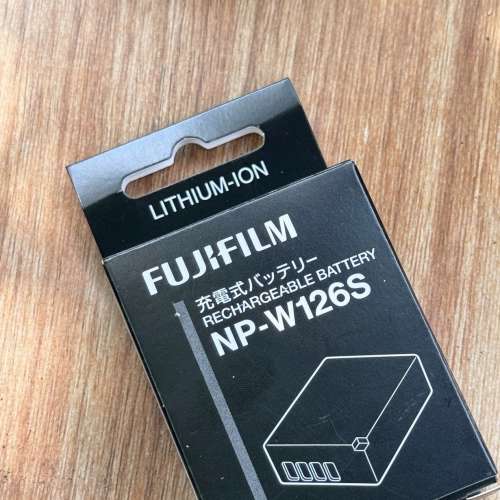 LITHIUM-ION
FUJIFILM
充電式バッテリー
RECHARGEABLE BATTERY
NP-W126S